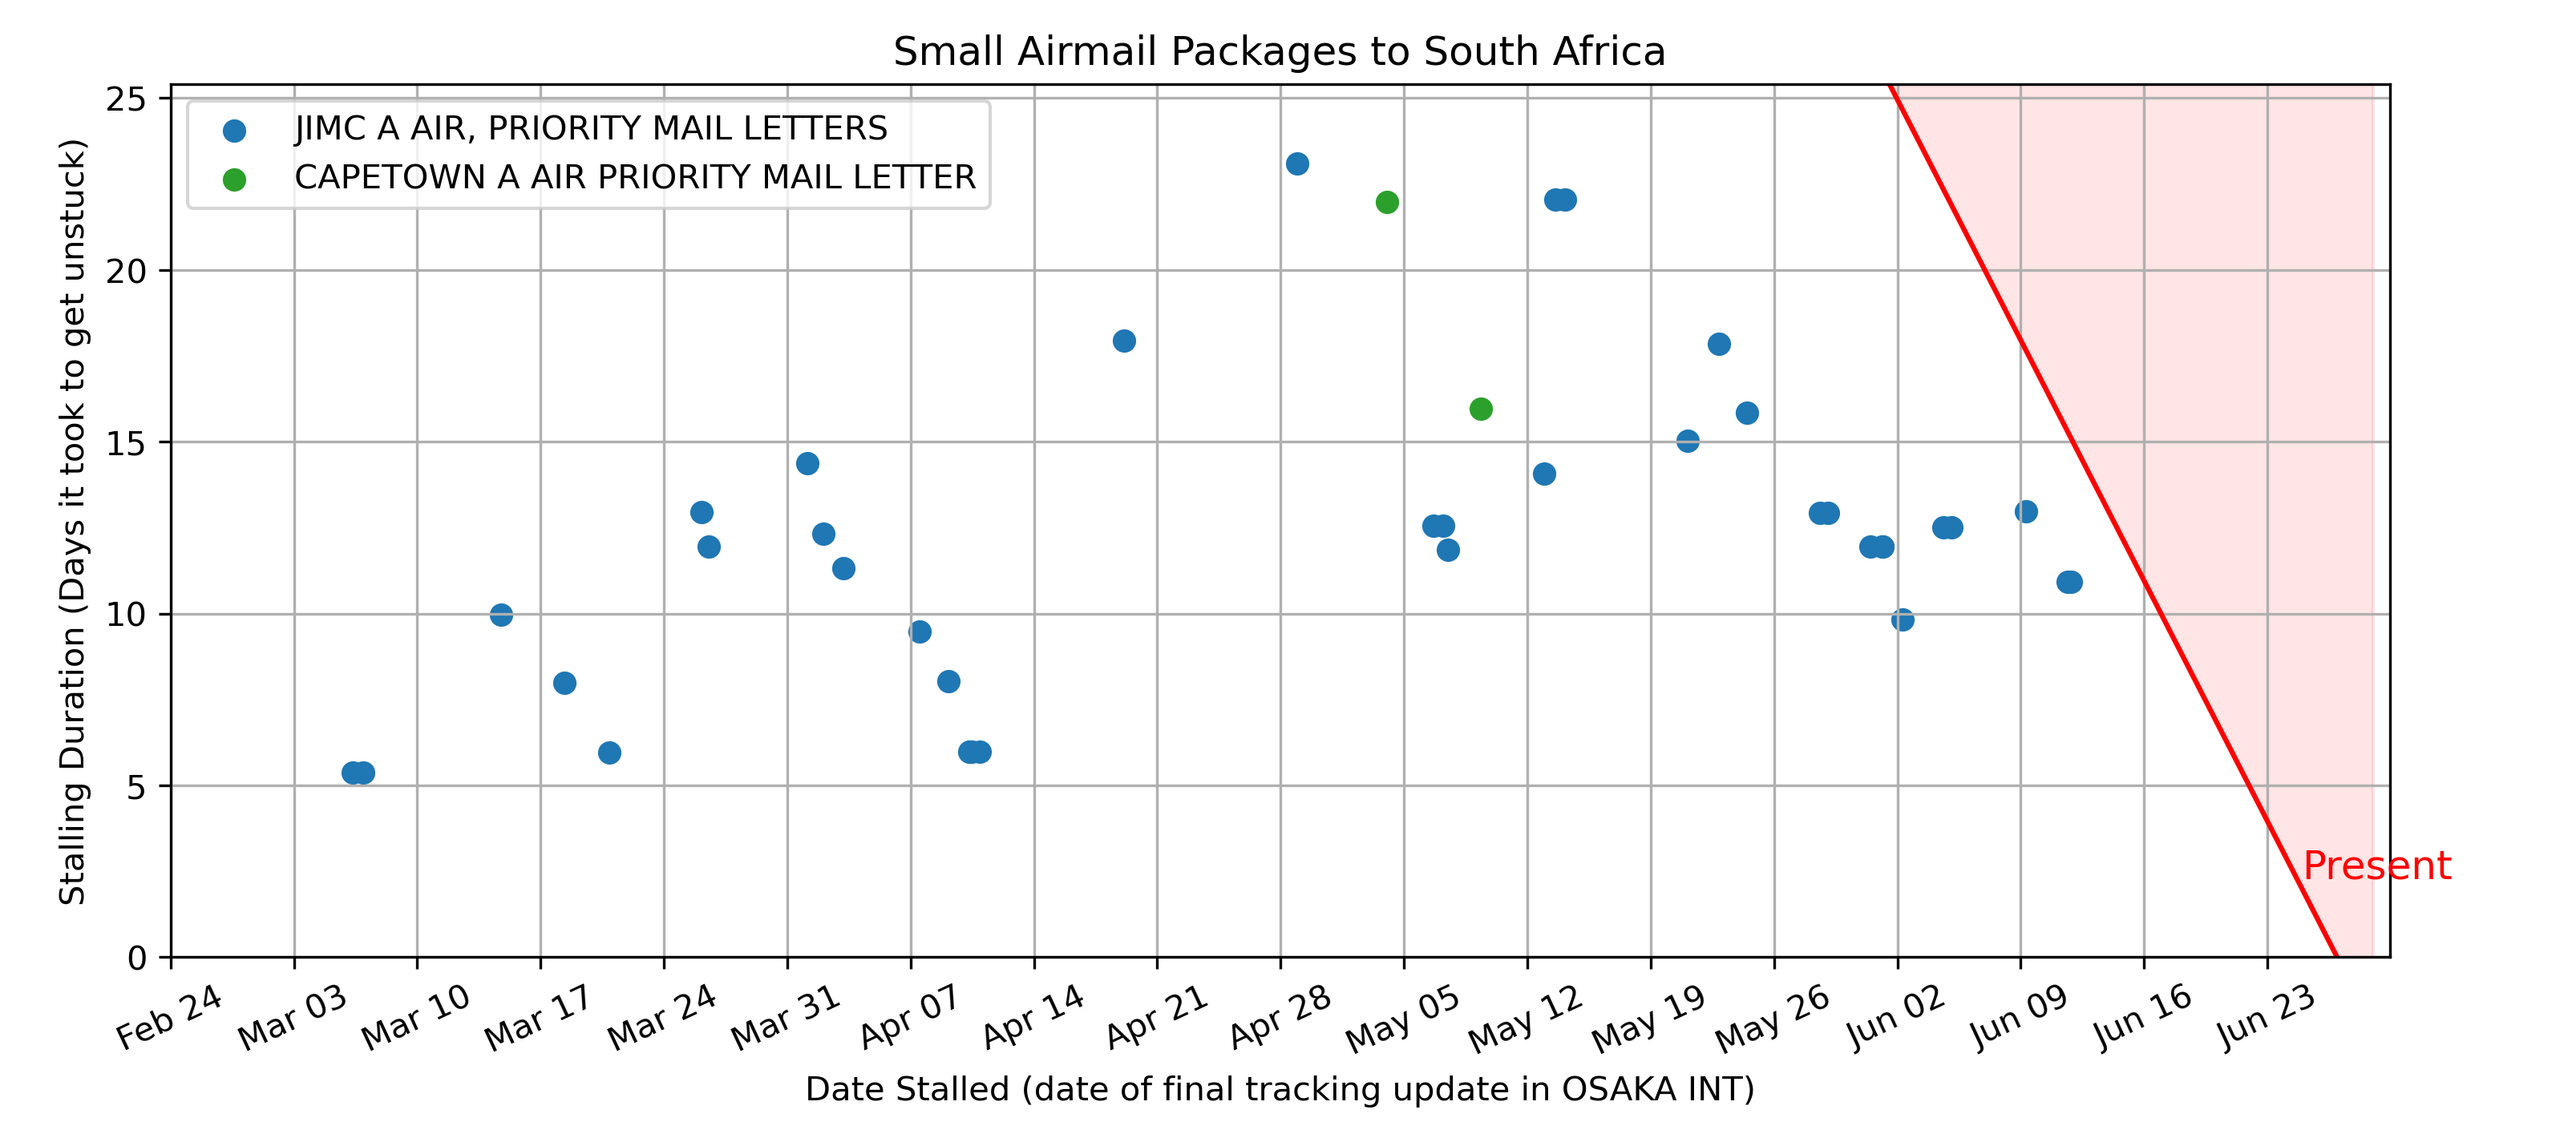 Small Airmail Packages to South Africa
JIMC A AIR, PRIORITY MAIL LETTERS
CAPETOWN A AIR PRIORITY MAIL LETTER
Stalling Duration (Days it took to get unstuck)
25
20
15
10
5
0
Present
Feb 24
Mar 03
Mar 10
Mar 17
Mar 24
Mar 31
Apr 07
Apr 14
Apr 21
Apr 28
May 05
May 12
May 19
May 26
Jun 02
Jun 09
Jun 16
Jun 23
Date Stalled (date of final tracking update in OSAKA INT)